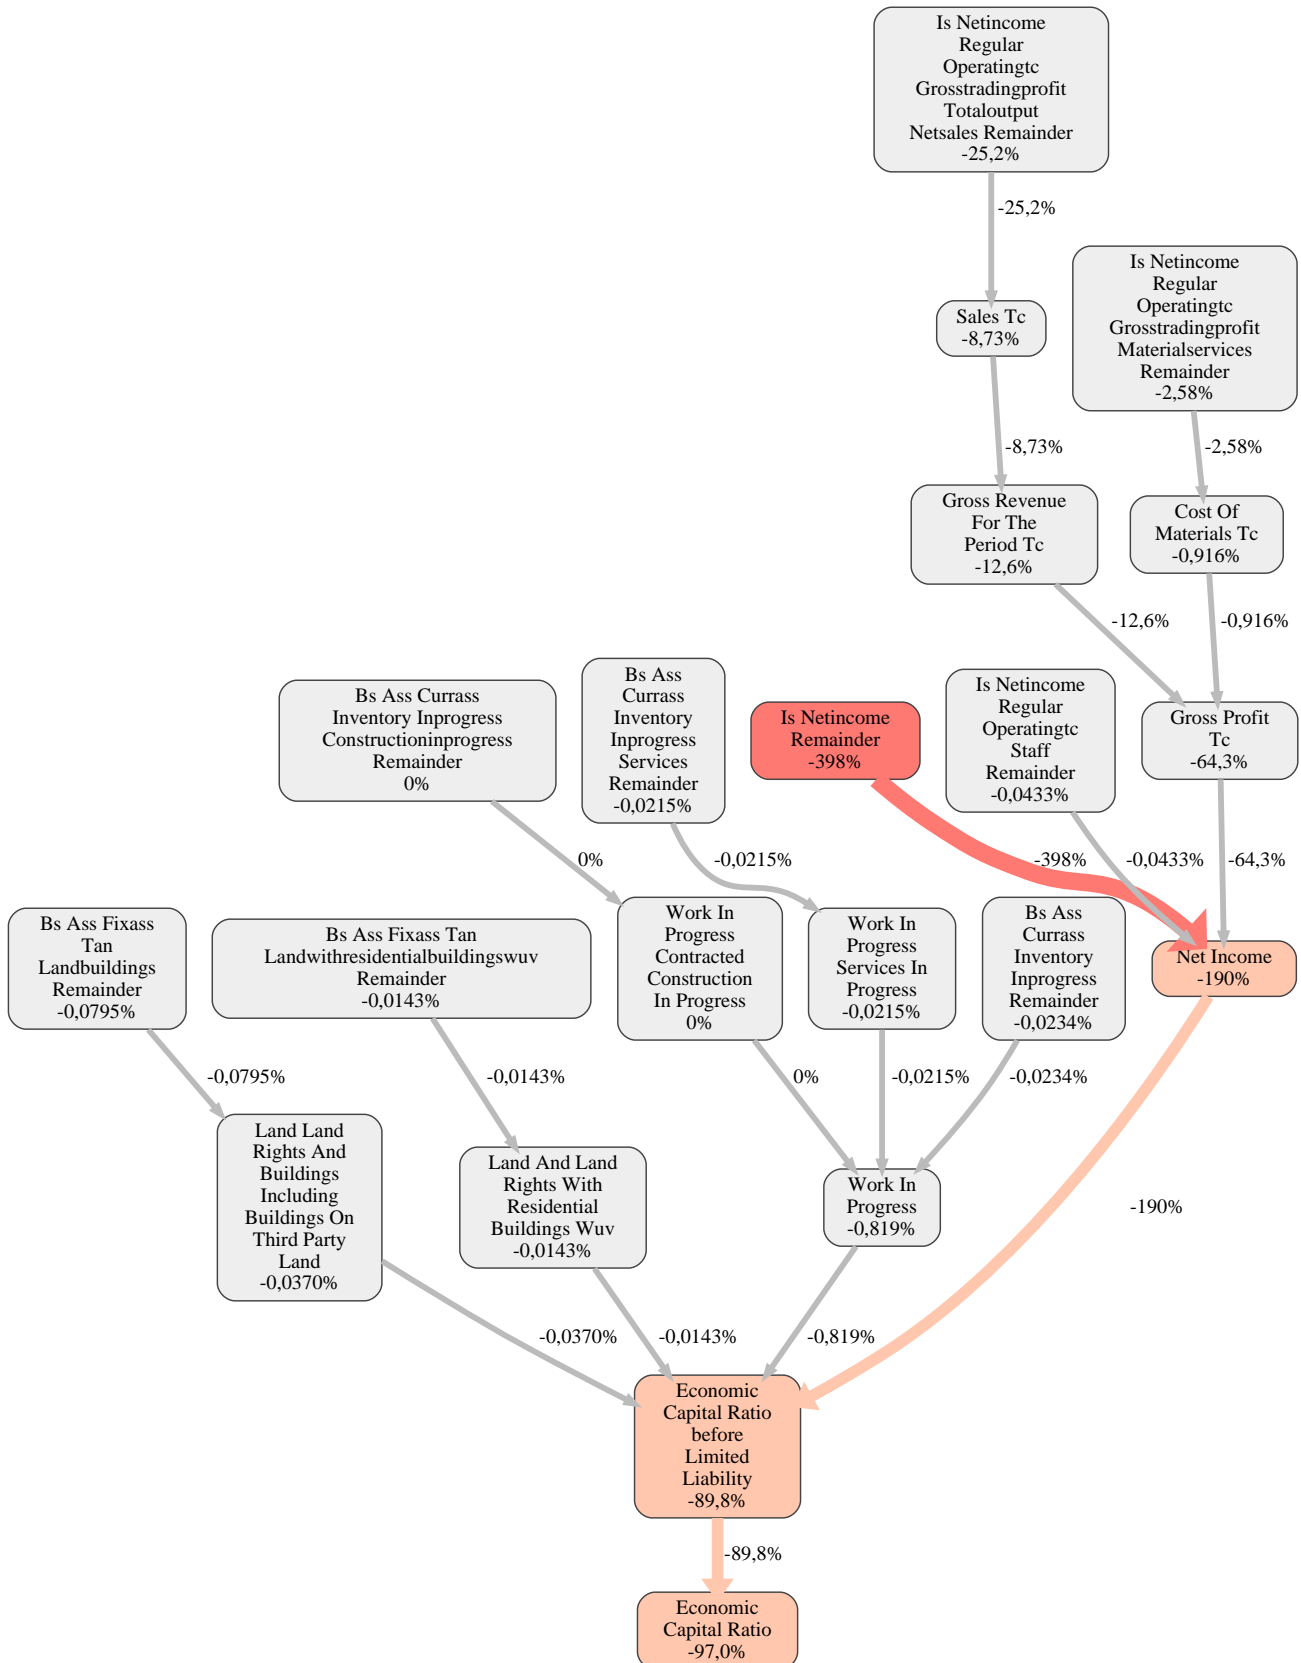 Is Netincome
Regular
Operatingtc
Grosstradingprofit
Totaloutput
Netsales Remainder
-25,2%
-25,2%
Is Netincome
Regular
Operatingtc
Grosstradingprofit
Materialservices
Remainder
-2,58%
Sales Tc
-8,73%
-8,73%
-2,58%
Gross Revenue
For The
Period Tc
-12,6%
Cost Of
Materials Tc
-0,916%
-12,6%
-0,916%
Bs Ass Currass
Inventory Inprogress
Constructioninprogress
Remainder
0%
Bs Ass
Currass
Inventory
Inprogress
Services
Remainder
-0,0215%
Is Netincome
Remainder
-398%
Is Netincome
Regular
Operatingtc
Staff
Remainder
-0,0433%
Gross Profit
Tc
-64,3%
0%
-0,0215%
-398%
-0,0433%
-64,3%
Bs Ass Fixass
Tan
Landbuildings
Remainder
-0,0795%
Bs Ass Fixass Tan
Landwithresidentialbuildingswuv
Remainder
-0,0143%
Work In
Progress
Contracted
Construction
In Progress
0%
Work In
Progress
Services In
Progress
-0,0215%
Bs Ass
Currass
Inventory
Inprogress
Remainder
-0,0234%
Net Income
-190%
-0,0795%
-0,0143%
0%
-0,0215%
-0,0234%
Land Land
Rights And
Buildings
Including
Buildings On
Third Party
Land
-0,0370%
Land And Land
Rights With
Residential
Buildings Wuv
-0,0143%
Work In
Progress
-0,819%
-190%
-0,0370%
-0,0143%
-0,819%
Economic
Capital Ratio
before
Limited
Liability
-89,8%
-89,8%
Economic
Capital Ratio
-97,0%